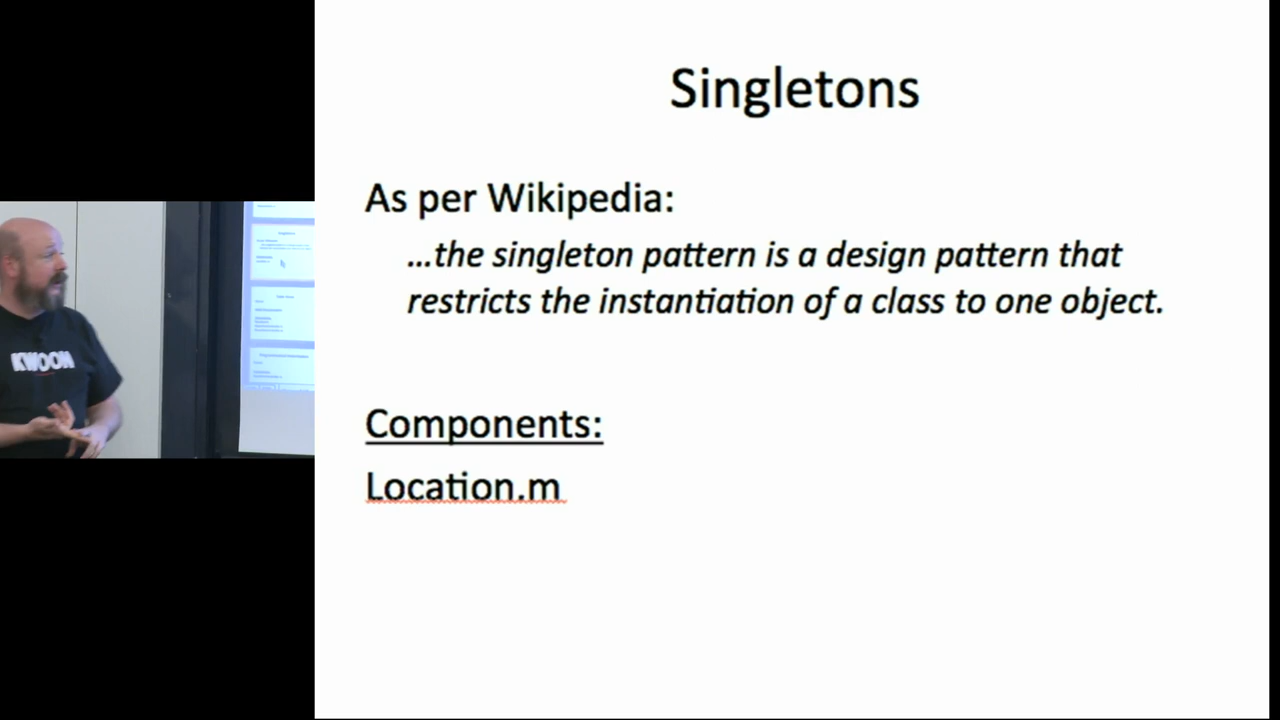 Singletons
As per Wikipedia:
...the singleton pattern is a design pattern that
restricts the instantiation of a class to one object.
Components:
Location.m
KWOON